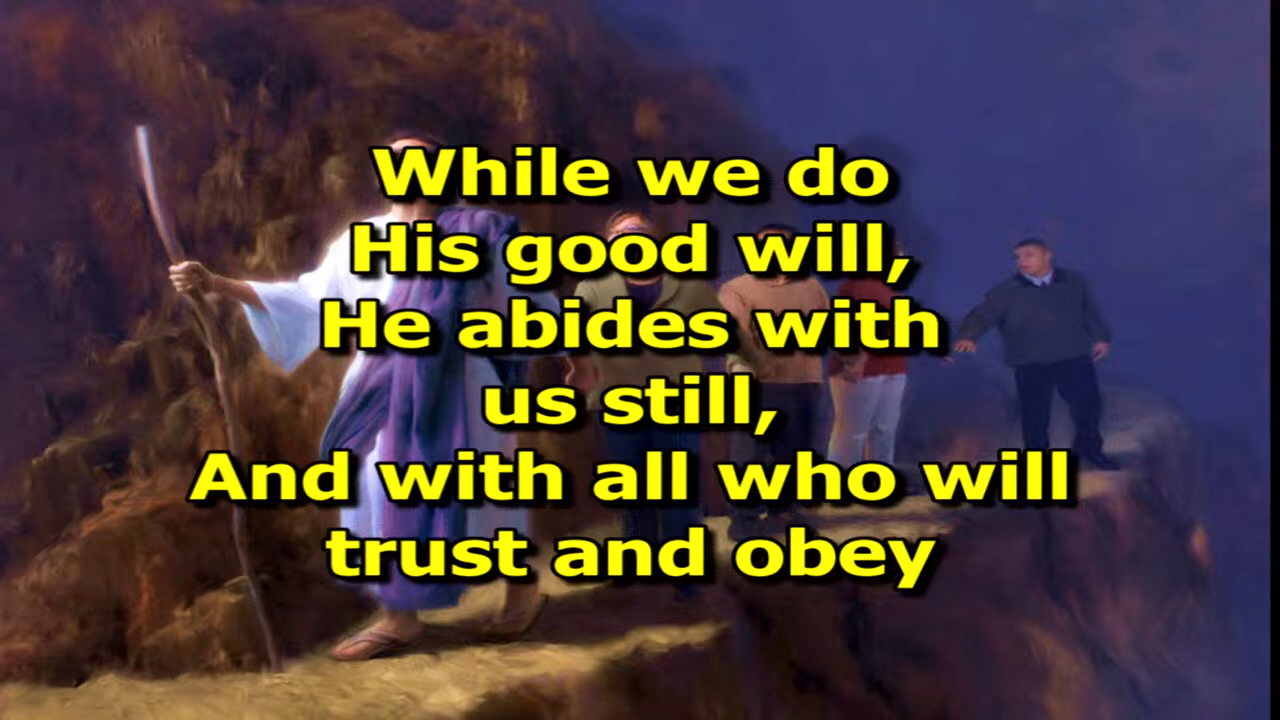 While we do
His good will,
He abides with
us still,
And with all who will
trust and obey